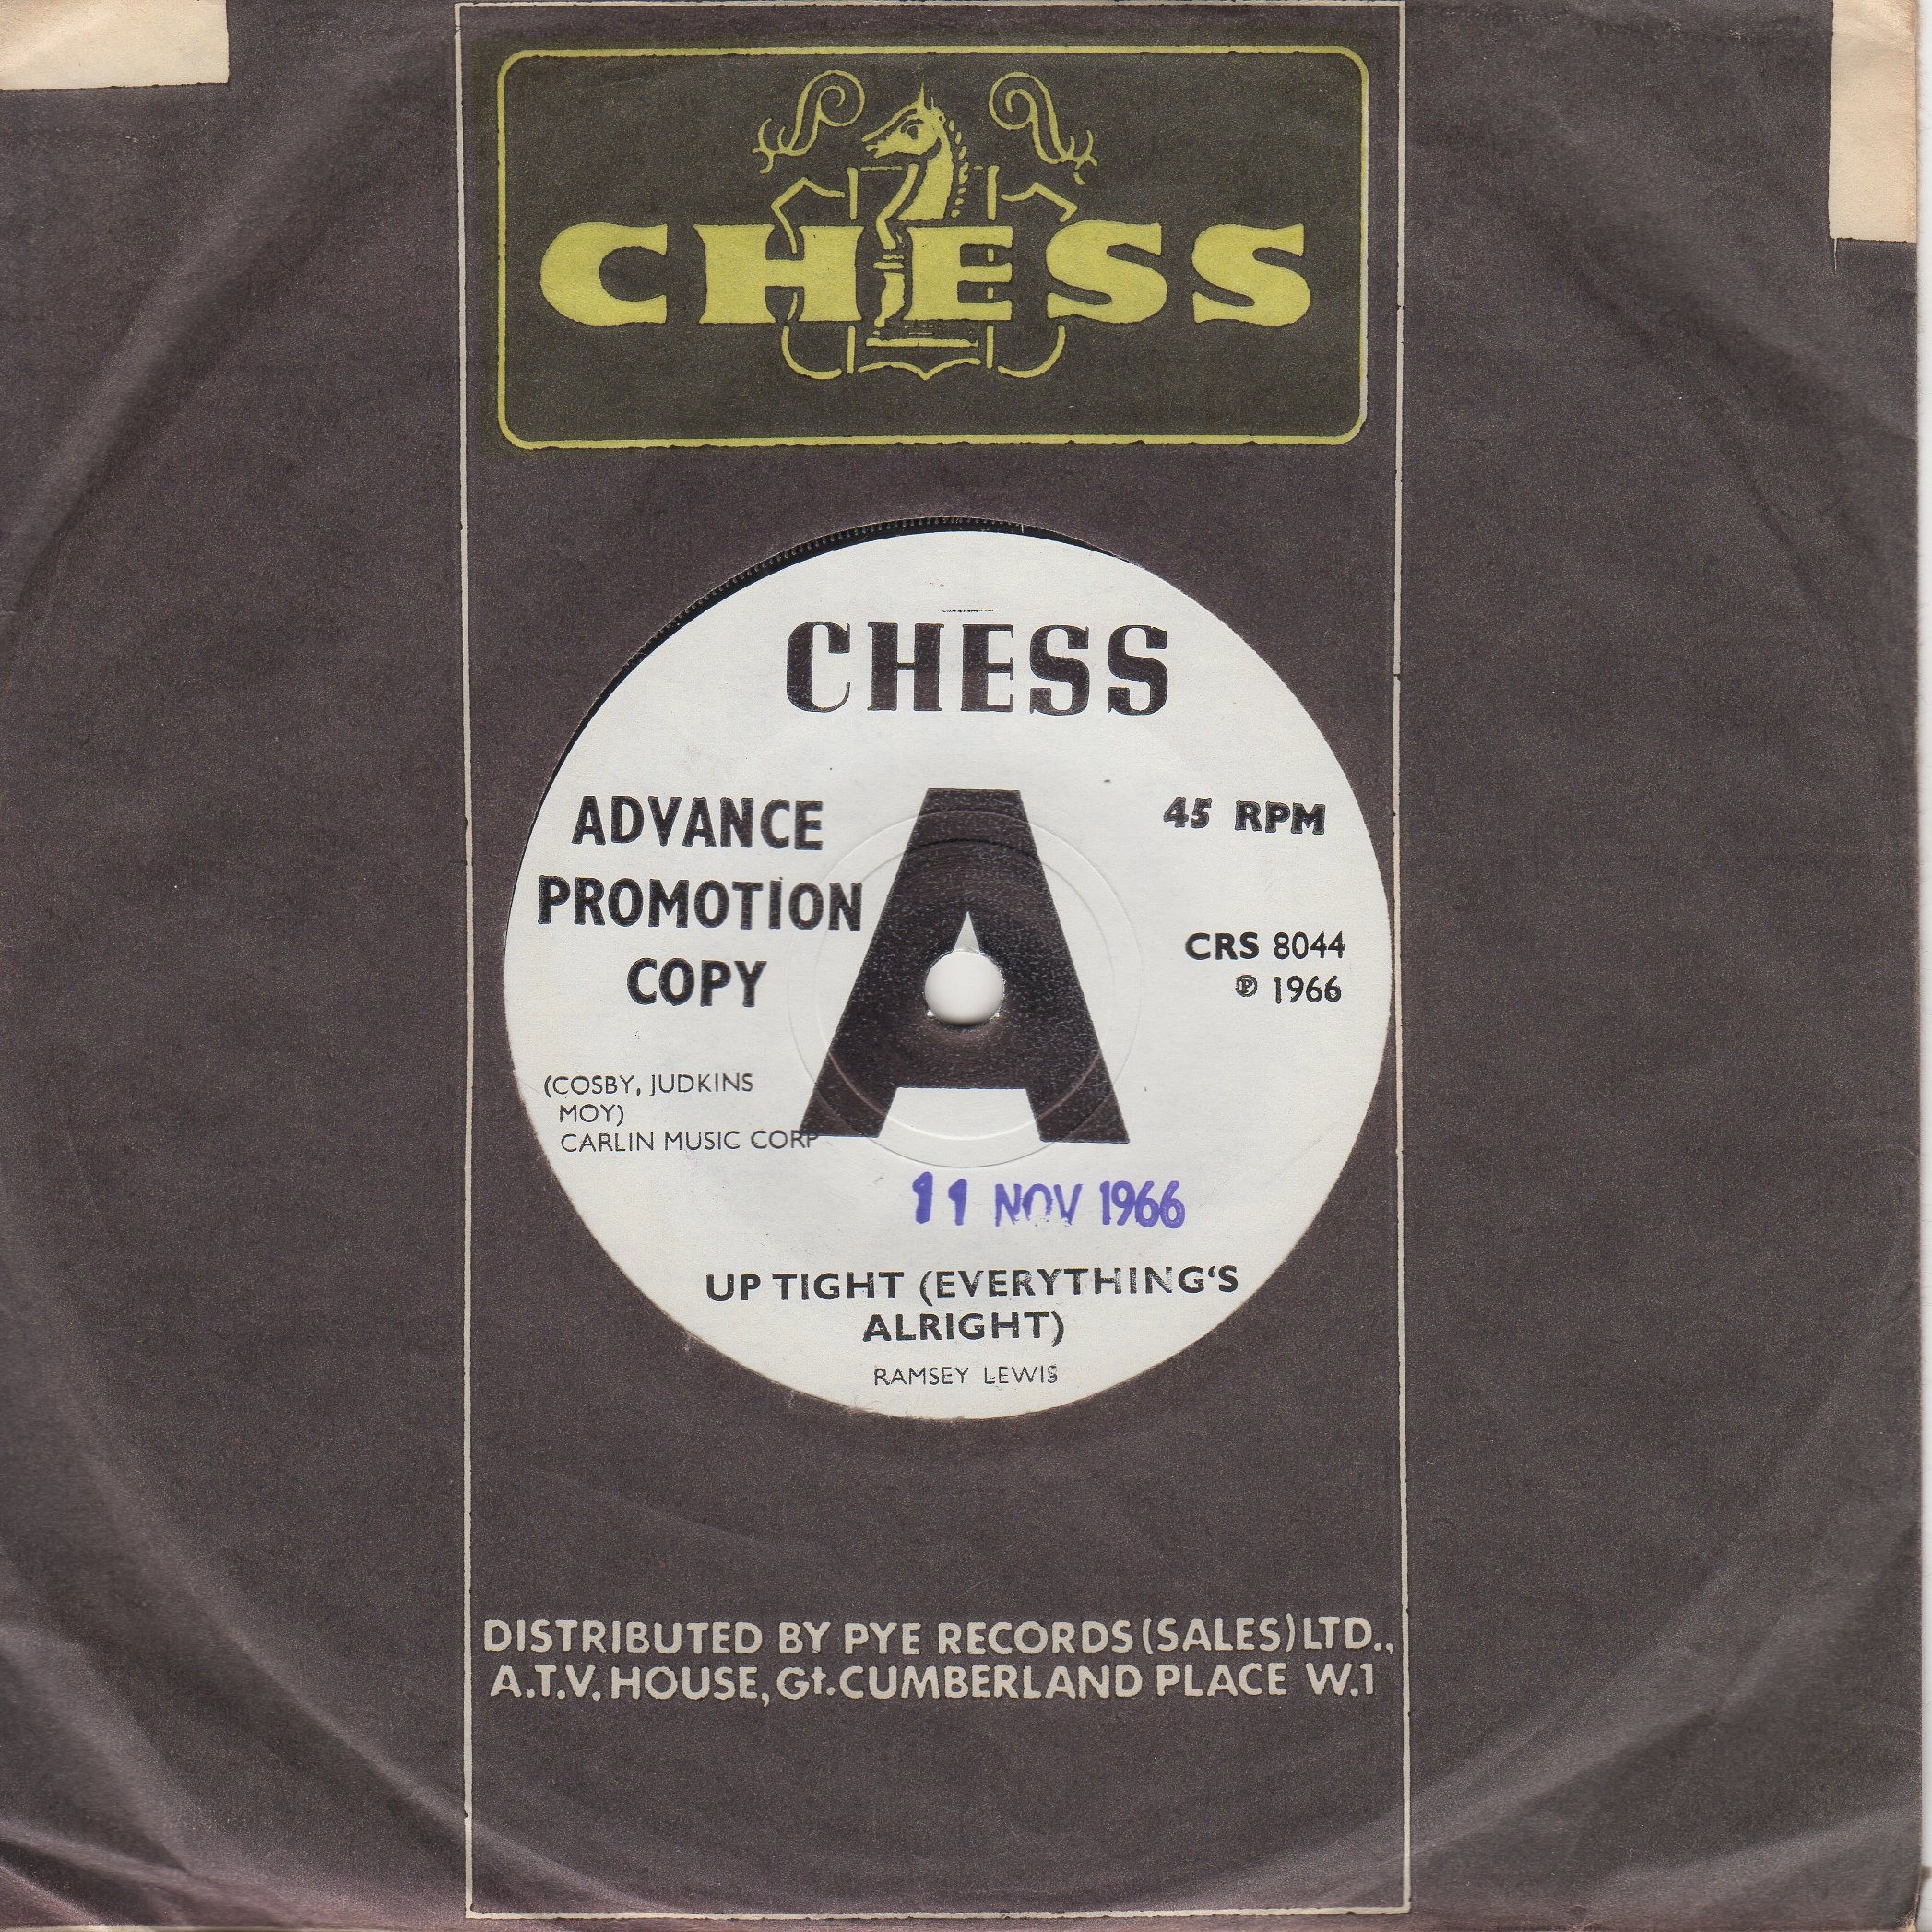 CHESS
CHESS
ADVANCE
PROMOTION
COPY
A
45 RPM
CRS 8044
℗ 1966
(COSBY, JUDKINS
MOY)
CARLIN MUSIC CORP
11 NOV 1966
UP TIGHT (EVERYTHING‘S
ALRIGHT)
RAMSEY LEWIS
DISTRIBUTED BY PYE RECORDS (SALES) LTD.,
A.T.V. HOUSE, Gt. CUMBERLAND PLACE W.1